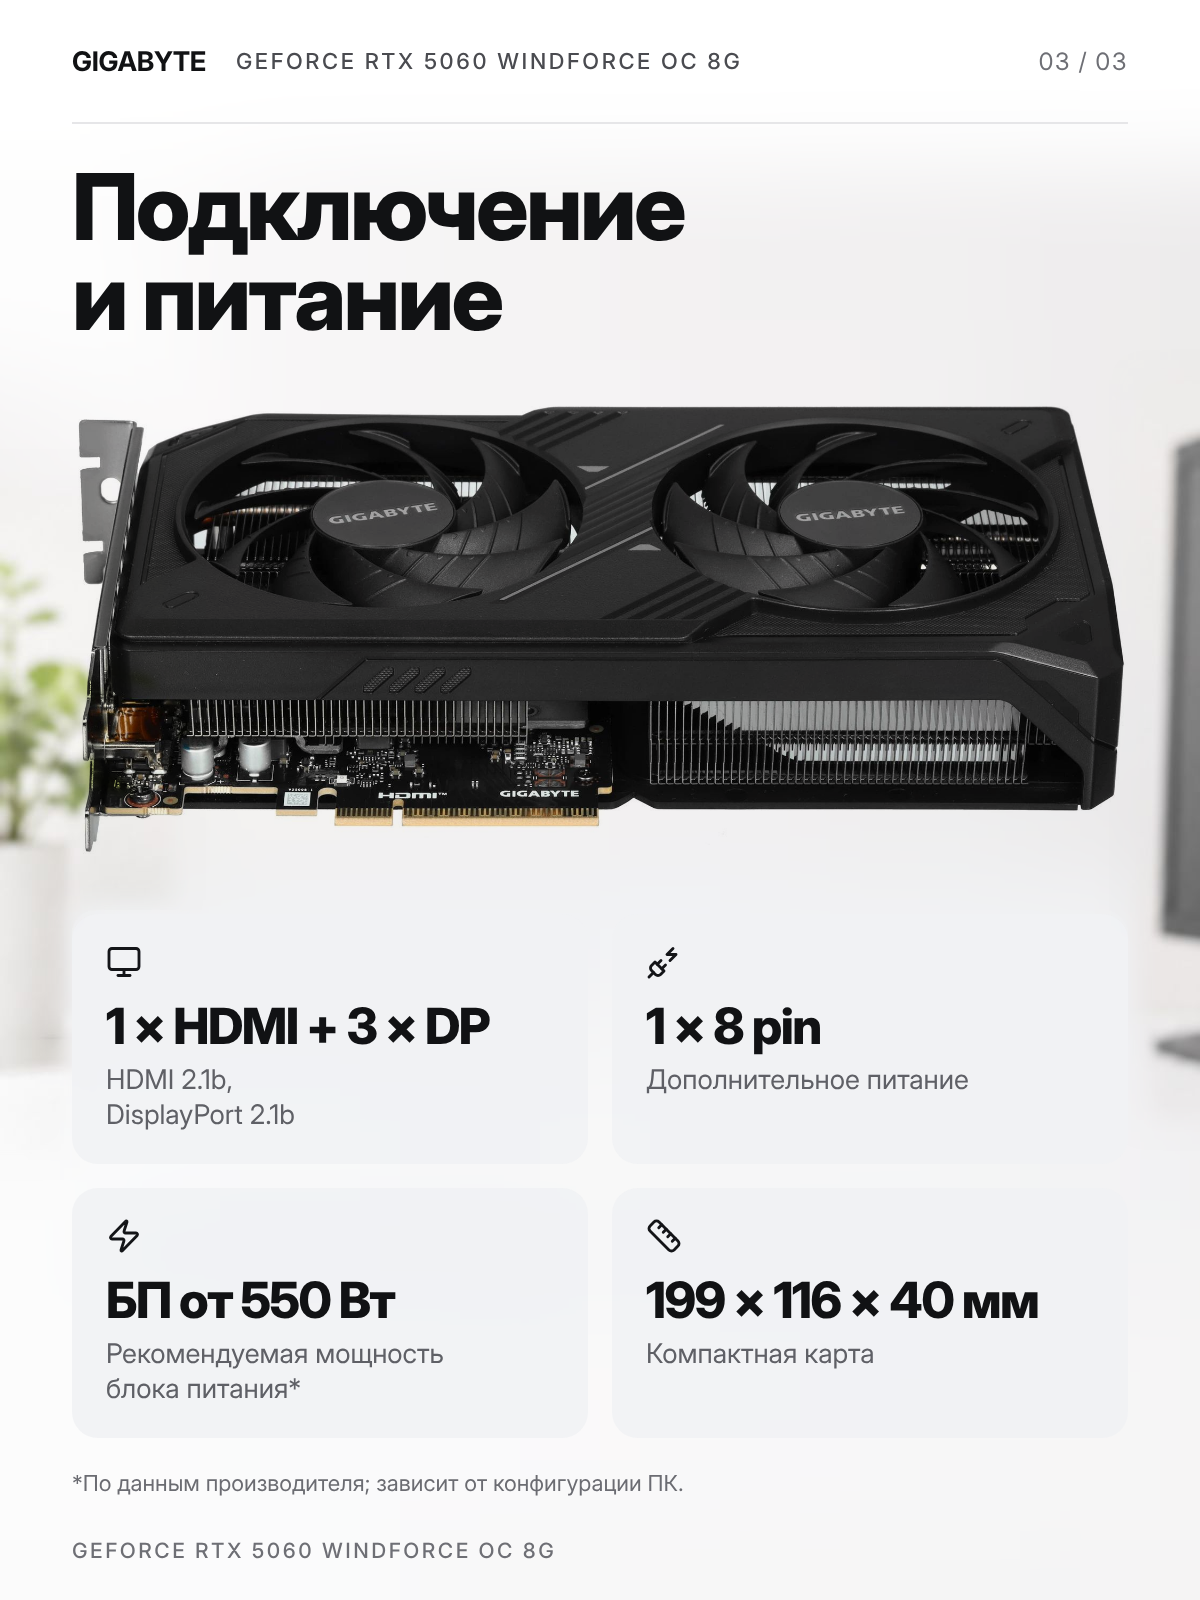 GIGABYTE GEFORCE RTX 5060 WINDFORCE OC 8G 03 / 03
Подключение
и питание
GIGABYTE GIGABYTE
HDMI™ GIGABYTE
1 × HDMI + 3 × DP
HDMI 2.1b,
DisplayPort 2.1b
1 × 8 pin
Дополнительное питание
БП от 550 Вт
Рекомендуемая мощность
блока питания*
199 × 116 × 40 мм
Компактная карта
*По данным производителя; зависит от конфигурации ПК.
GEFORCE RTX 5060 WINDFORCE OC 8G